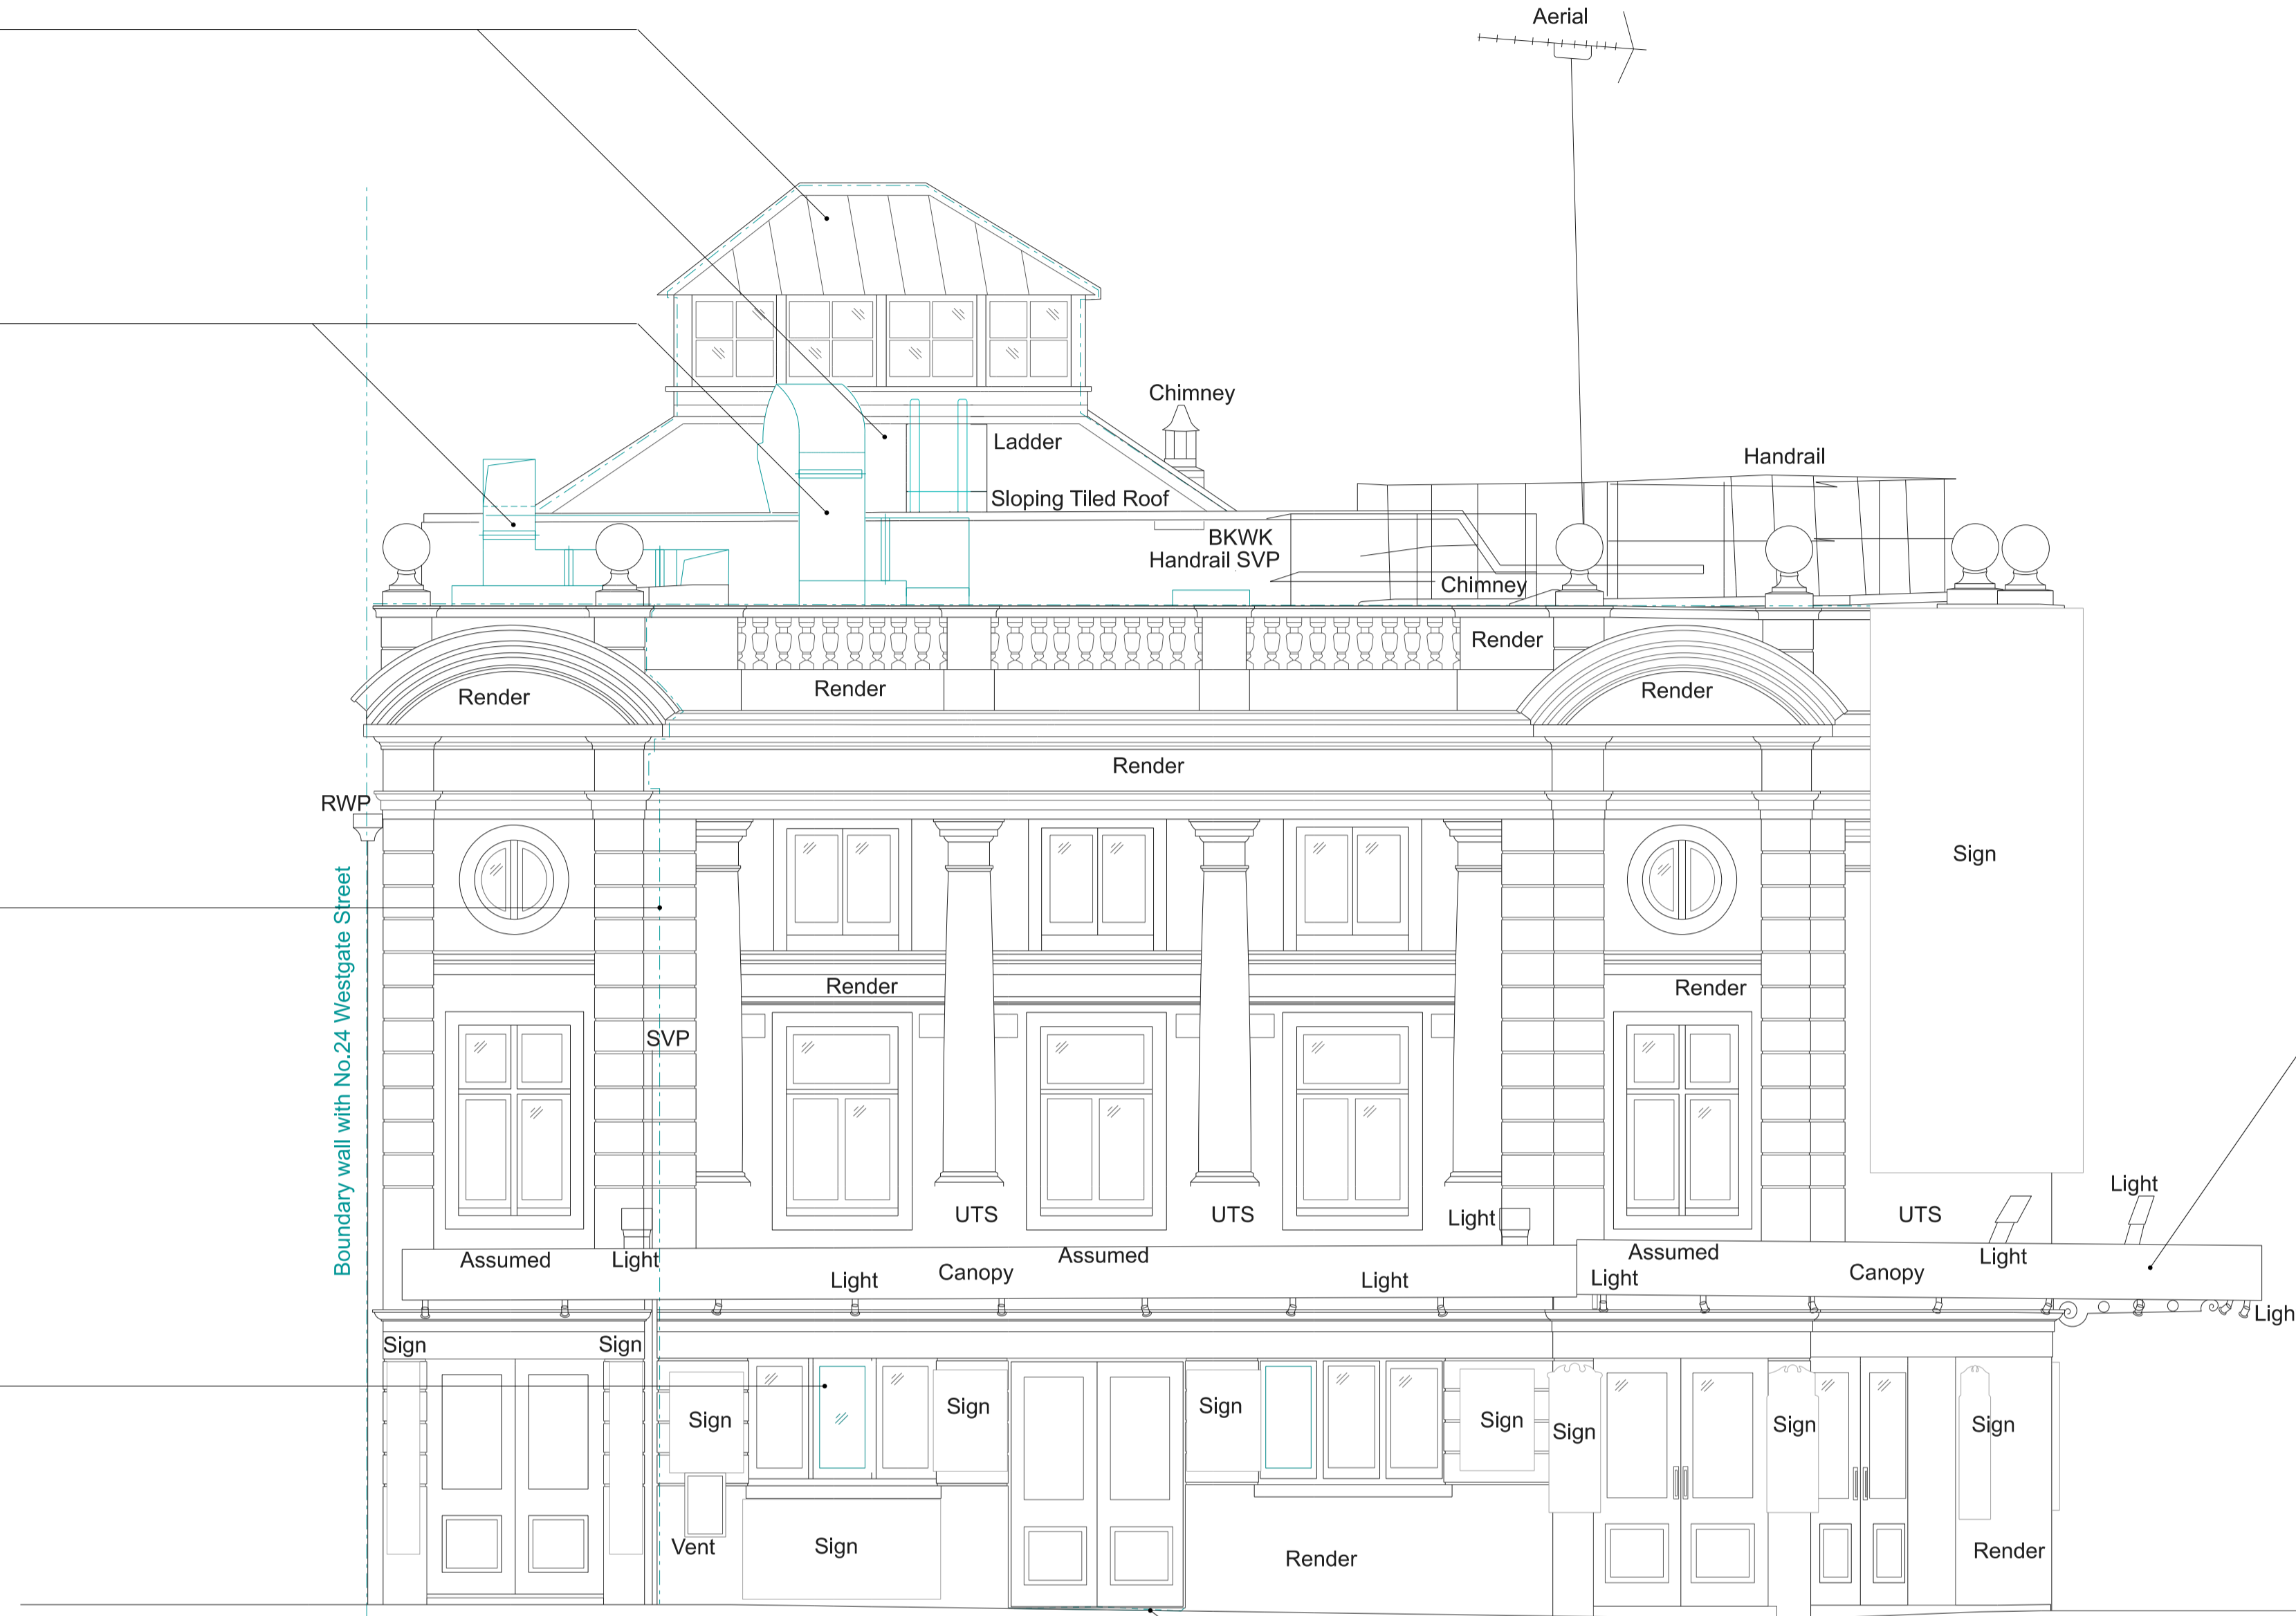 Aerial
Chimney
Ladder
Handrail
Sloping Tiled Roof
BKWK
Handrail SVP
Chimney
Render
Render
Render
Render
Render
RWP
Sign
Boundary wall with No.24 Westgate Street
Render
Render
SVP
Light
UTS
UTS
Light
UTS
Assumed
Light
Assumed
Assumed
Light
Light
Canopy
Light
Light
Canopy
Ligh
Sign
Sign
Sign
Sign
Sign
Sign
Sign
Sign
Sign
Vent
Sign
Render
Render